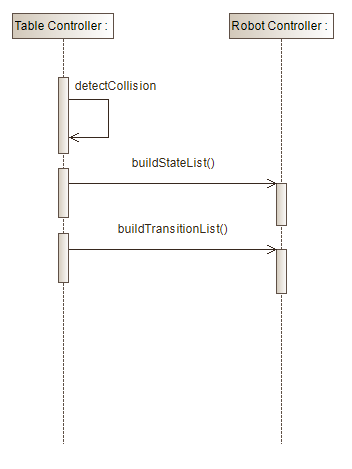 Table Controller :
Robot Controller :
detectCollision
buildStateList()
buildTransitionList()